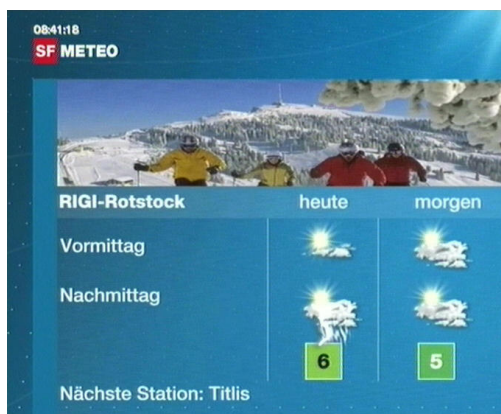 08:41:18
SF METEO
RIGI-Rotstock heute morgen
Vormittag
Nachmittag
6 5
Nächste Station: Titlis